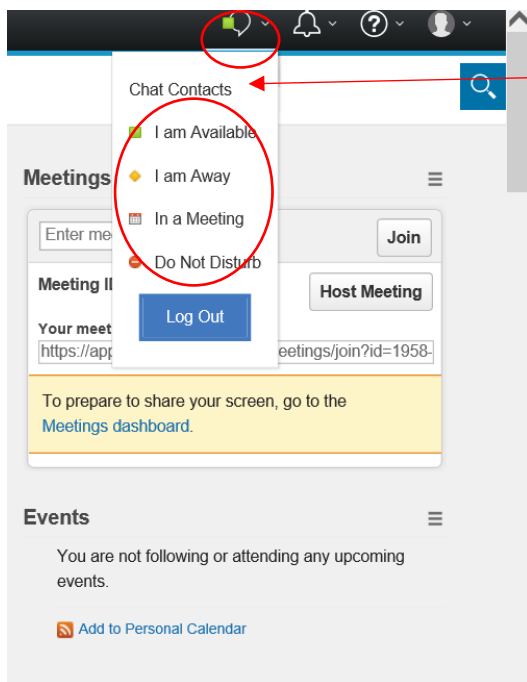 Chat Contacts
I am Available
I am Away
In a Meeting
Do Not Disturb
Log Out
Meetings
Enter me
Join
Meeting I
Host Meeting
Your meet
https://app
eetings/join?id=1958-
To prepare to share your screen, go to the
Meetings dashboard.
Events
You are not following or attending any upcoming
events.
Add to Personal Calendar